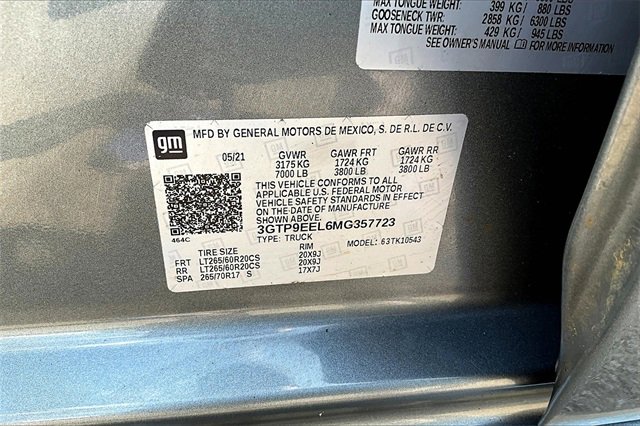 MAX TONGUE WEIGHT: 399 KG/ 880 LBS
GOOSENECK TWR: 2858 KG/ 6300 LBS
MAX TONGUE WEIGHT: 429 KG/ 945 LBS
SEE OWNER'S MANUAL FOR MORE INFORMATION
gm
MFD BY GENERAL MOTORS DE MEXICO, S. DE R.L. DE C.V.
05/21 GVWR GAWR FRT GAWR RR
3175 KG 1724 KG 1724 KG
7000 LB 3800 LB 3800 LB
THIS VEHICLE CONFORMS TO ALL
APPLICABLE U.S. FEDERAL MOTOR
VEHICLE SAFETY STANDARDS IN EFFECT
ON THE DATE OF MANUFACTURE
3GTP9EEL6MG357723
464C TYPE: TRUCK MODEL: .63TK10543
TIRE SIZE RIM
FRT LT265/60R20CS 20X9J
RR LT265/60R20CS 20X9J
SPA 265/70R17 S 17X7J